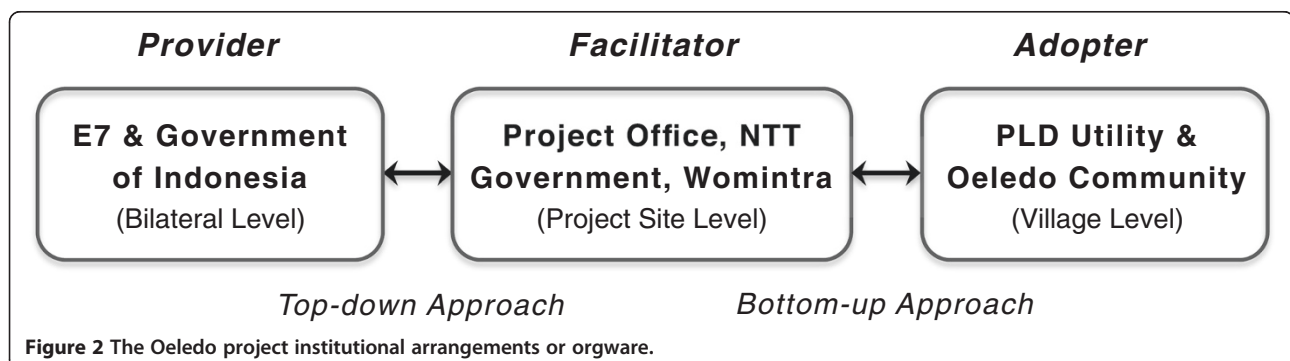 Provider Facilitator Adopter
E7 & Government
of Indonesia
(Bilateral Level)
Project Office, NTT
Government, Womintra
(Project Site Level)
PLD Utility &
Oeledo Community
(Village Level)
Top-down Approach Bottom-up Approach
Figure 2 The Oeledo project institutional arrangements or orgware.